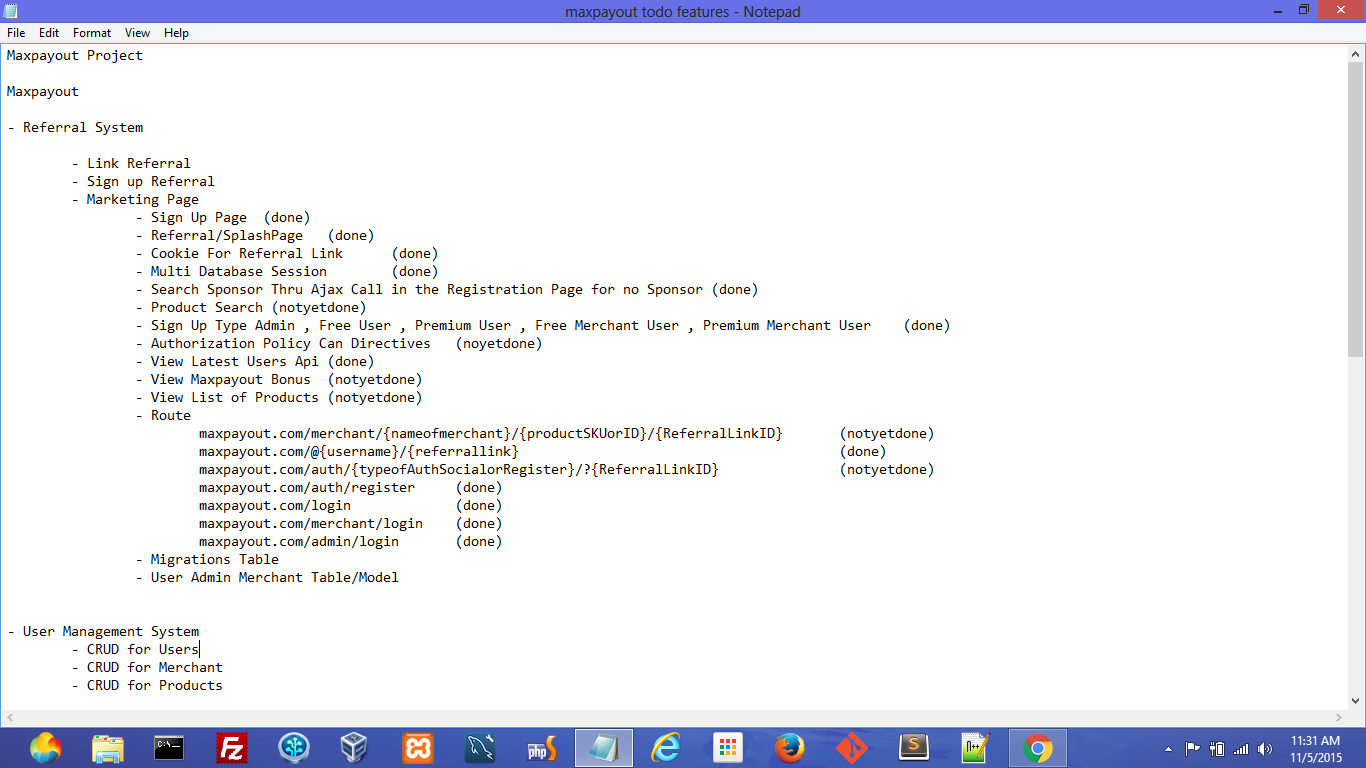 maxpayout todo features - Notepad
File Edit Format View Help
Maxpayout Project
Maxpayout
- Referral System
- Link Referral
- Sign up Referral
- Marketing Page
- Sign Up Page (done)
- Referral/SplashPage (done)
- Cookie For Referral Link (done)
- Multi Database Session (done)
- Search Sponsor Thru Ajax Call in the Registration Page for no Sponsor (done)
- Product Search (notyetdone)
- Sign Up Type Admin , Free User , Premium User , Free Merchant User , Premium Merchant User (done)
- Authorization Policy Can Directives (noyetdone)
- View Latest Users Api (done)
- View Maxpayout Bonus (notyetdone)
- View List of Products (notyetdone)
- Route
maxpayout.com/merchant/{nameofmerchant}/{productSKUorID}/{ReferralLinkID} (notyetdone)
maxpayout.com/@{username}/{referrallink} (done)
maxpayout.com/auth/{typeofAuthSocialorRegister}/?{ReferralLinkID} (notyetdone)
maxpayout.com/auth/register (done)
maxpayout.com/login (done)
maxpayout.com/merchant/login (done)
maxpayout.com/admin/login (done)
- Migrations Table
- User Admin Merchant Table/Model
- User Management System
- CRUD for Users
- CRUD for Merchant
- CRUD for Products
11:31 AM
11/5/2015